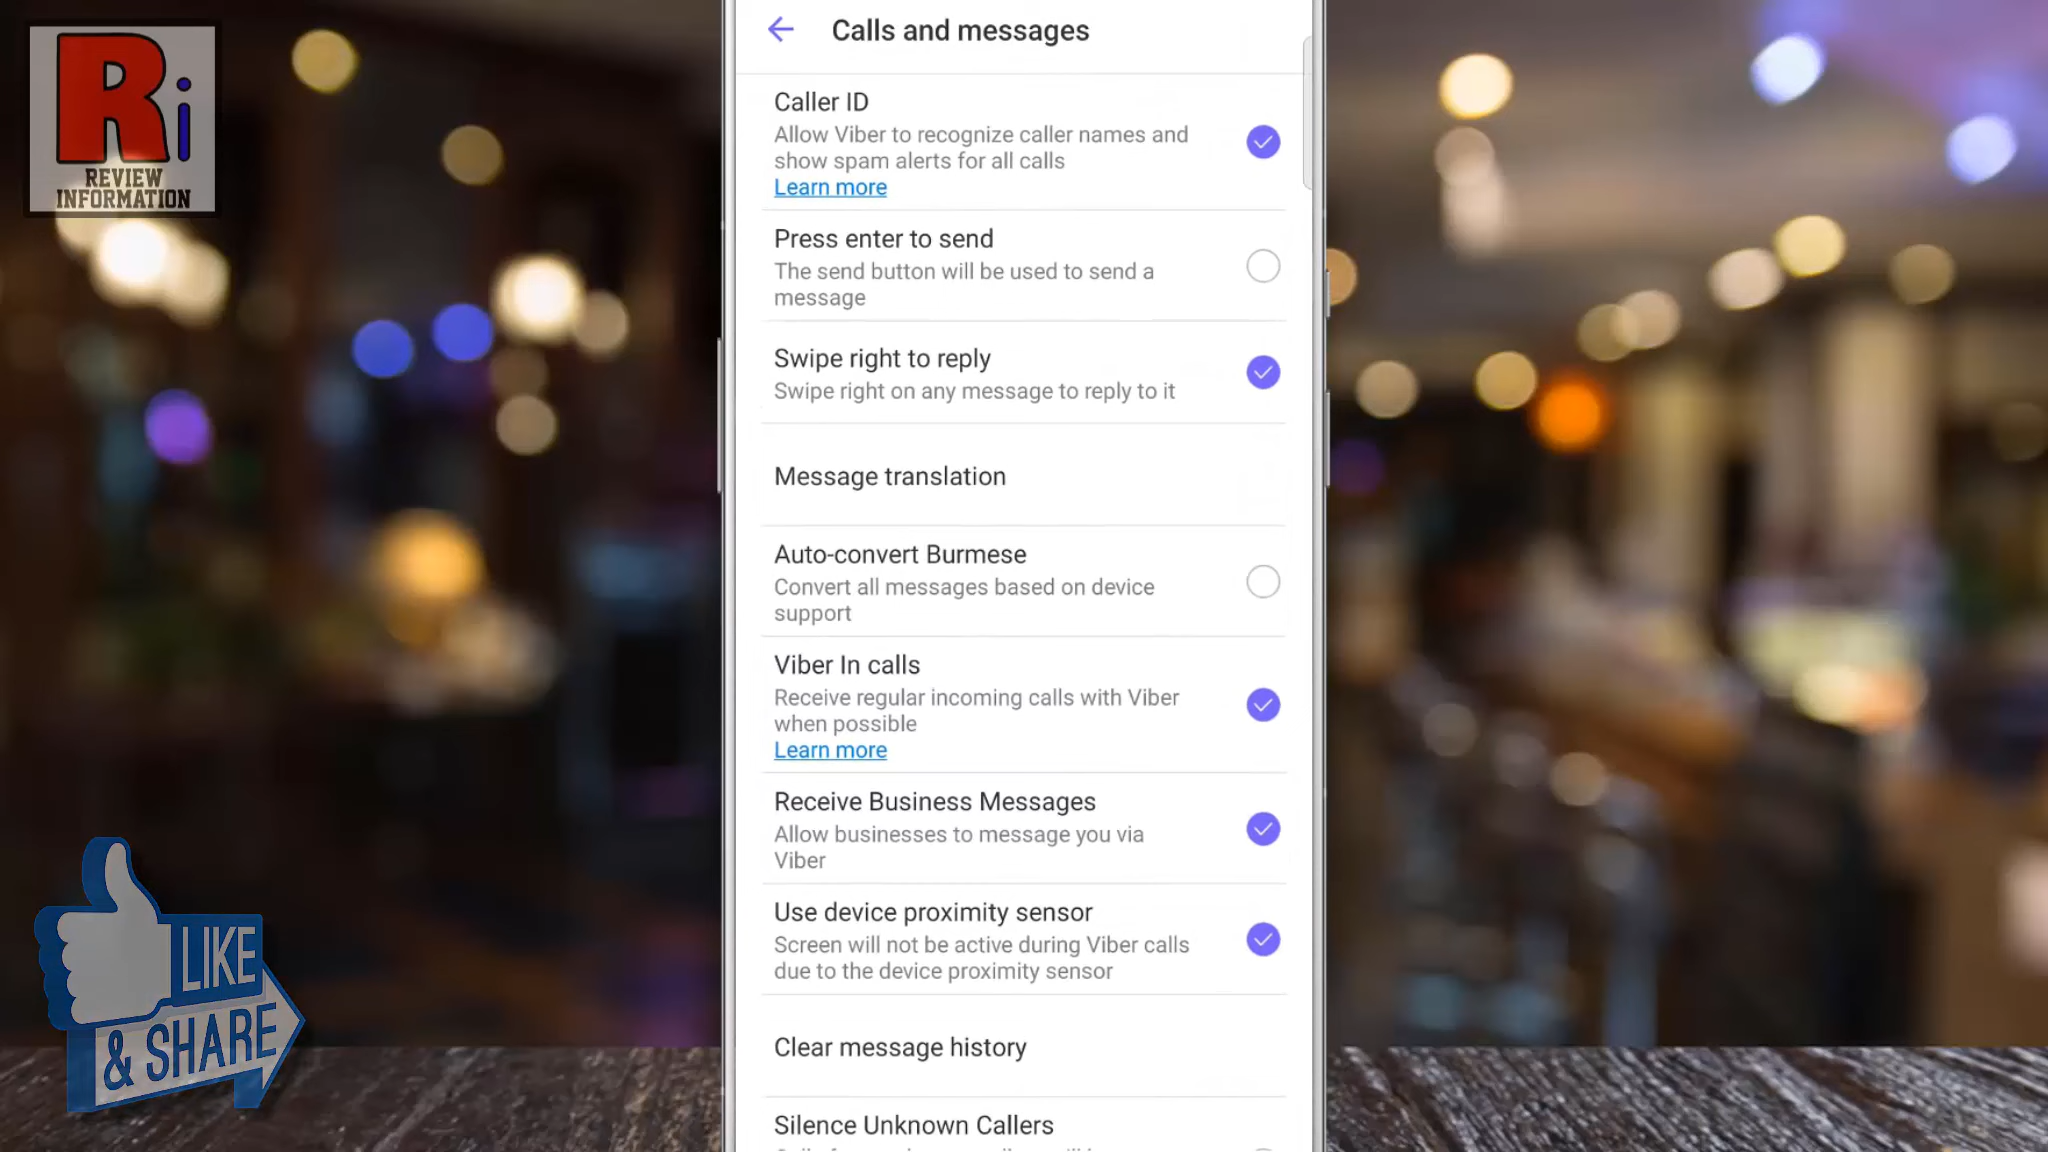 Ri
REVIEW
INFORMATION
Calls and messages
Caller ID
Allow Viber to recognize caller names and
show spam alerts for all calls
Learn more
Press enter to send
The send button will be used to send a
message
Swipe right to reply
Swipe right on any message to reply to it
Message translation
Auto-convert Burmese
Convert all messages based on device
support
Viber In calls
Receive regular incoming calls with Viber
when possible
Learn more
Receive Business Messages
Allow businesses to message you via
Viber
Use device proximity sensor
Screen will not be active during Viber calls
due to the device proximity sensor
Clear message history
Silence Unknown Callers
LIKE
& SHARE